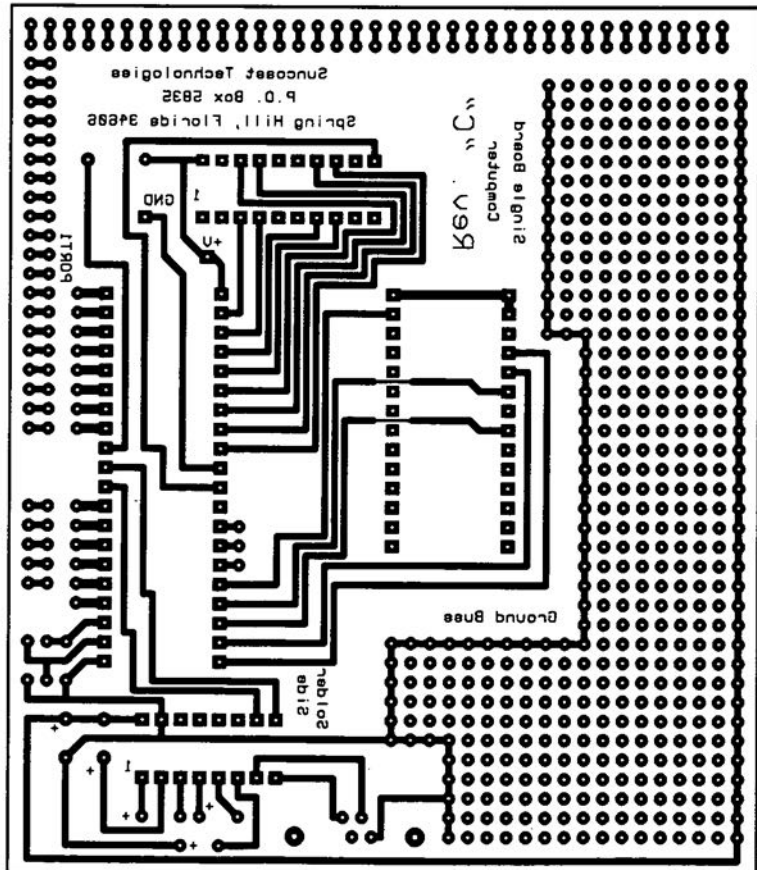 Suncoast Technologies
P.O. Box 5835
Spring Hill, Florida 34606
Rev. "C"
Single Board
Computer
GND
1
+V
PORT1
Ground Buss
Solder
Side
+
+
1
+
+
+